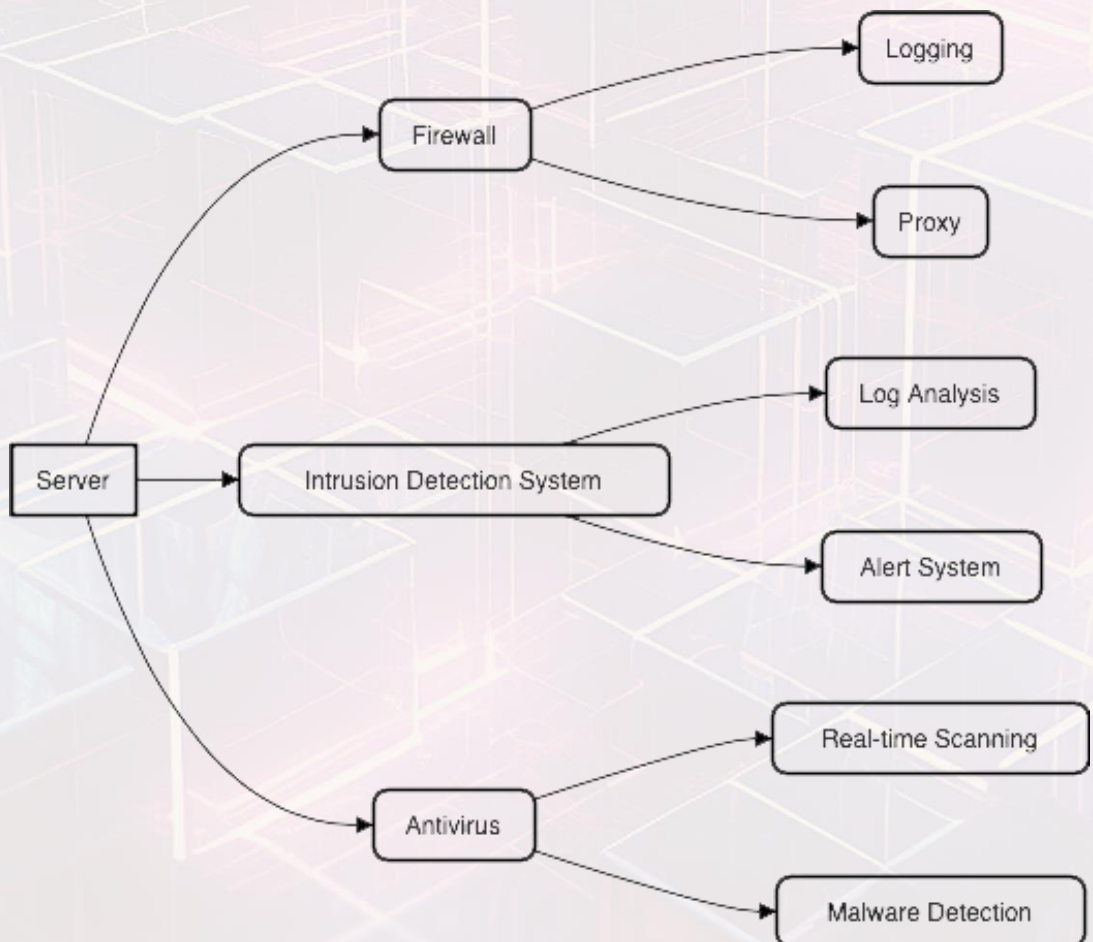 Logging
Firewall
Proxy
Log Analysis
Server
Intrusion Detection System
Alert System
Real-time Scanning
Antivirus
Malware Detection